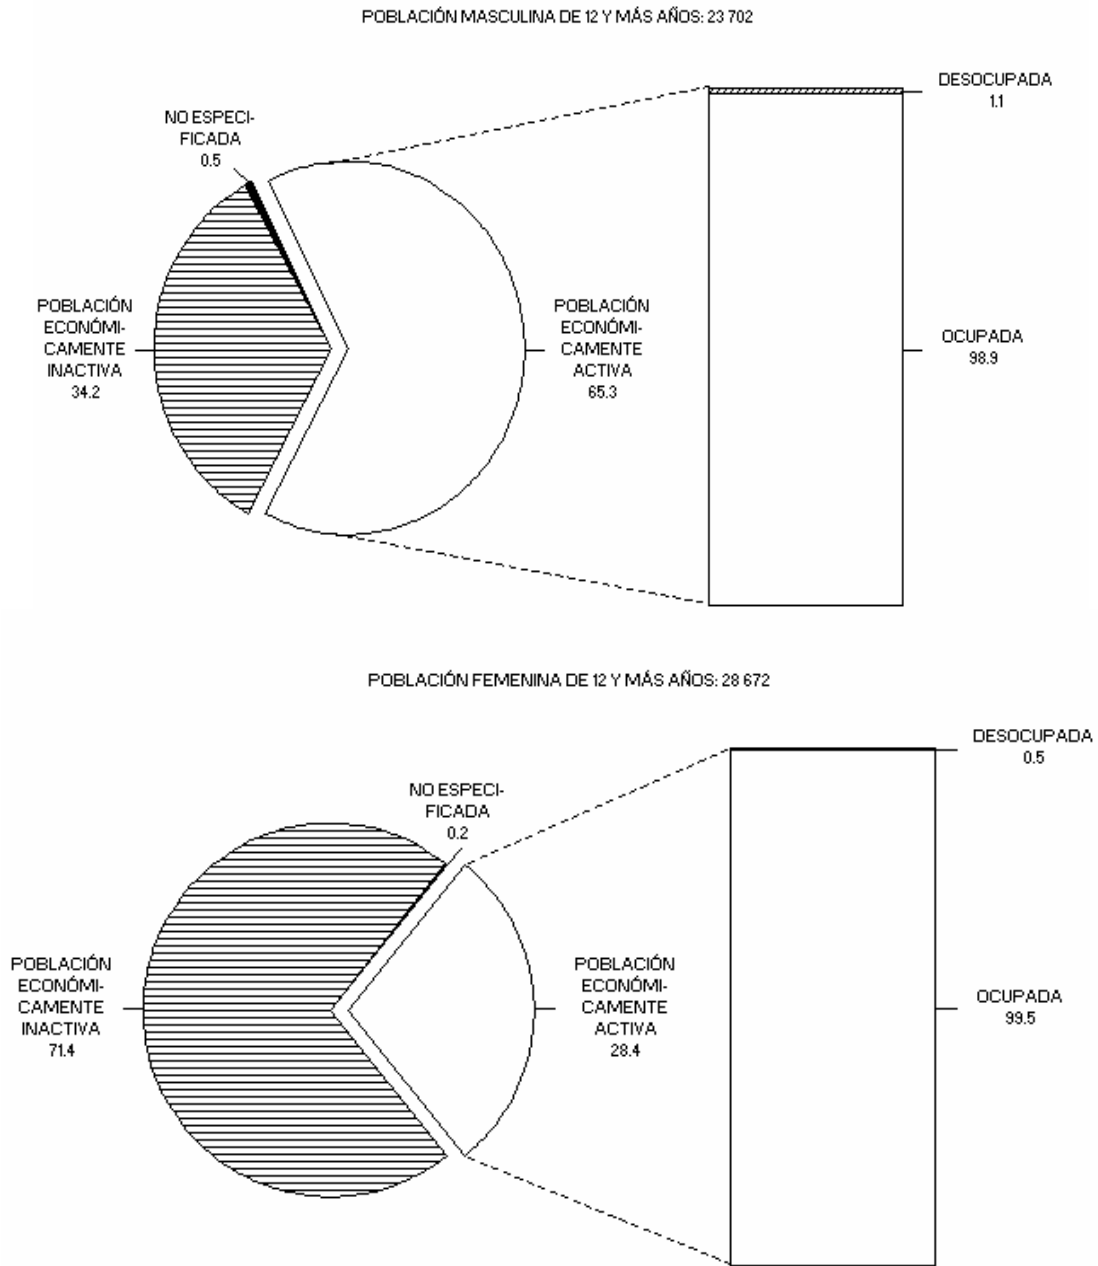 POBLACIÓN MASCULINA DE 12 Y MÁS AÑOS: 23 702
DESOCUPADA
1.1
NO ESPECI-
FICADA
0.5
POBLACIÓN
ECONÓMI-
CAMENTE
INACTIVA
34.2
POBLACIÓN
ECONÓMI-
CAMENTE
ACTIVA
65.3
OCUPADA
98.9
POBLACIÓN FEMENINA DE 12 Y MÁS AÑOS: 28 672
DESOCUPADA
0.5
NO ESPECI-
FICADA
0.2
POBLACIÓN
ECONÓMI-
CAMENTE
INACTIVA
71.4
POBLACIÓN
ECONÓMI-
CAMENTE
ACTIVA
28.4
OCUPADA
99.5